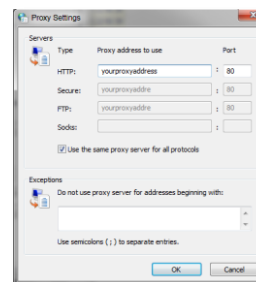 Proxy Settings
Servers
Type Proxy address to use Port
HTTP: yourproxyaddress : 80
Secure: yourproxyaddre : 80
FTP: yourproxyaddre : 80
Socks: :
Use the same proxy server for all protocols
Exceptions
Do not use proxy server for addresses beginning with:
Use semicolons ( ; ) to separate entries.
OK Cancel